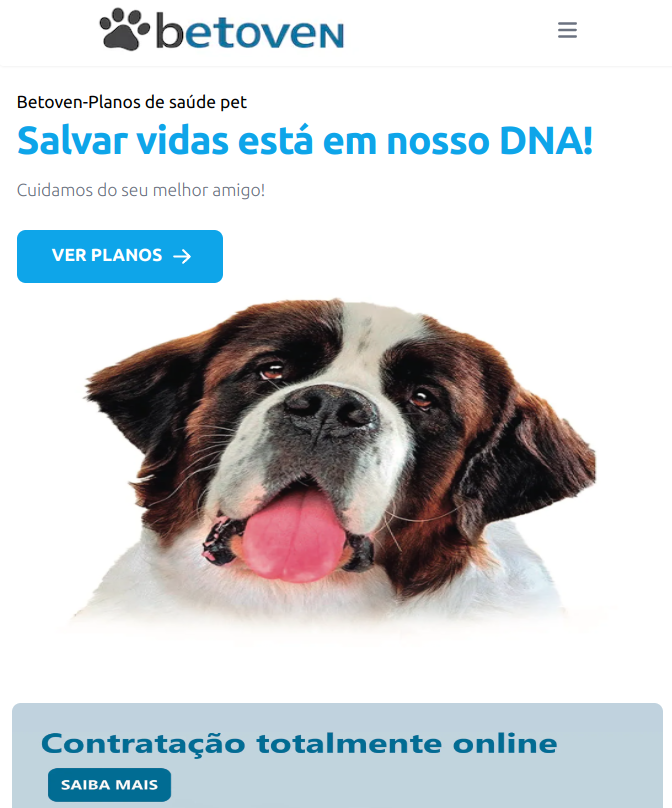 betoven
Betoven-Planos de saúde pet
Salvar vidas está em nosso DNA!
Cuidamos do seu melhor amigo!
VER PLANOS
Contratação totalmente online
SAIBA MAIS